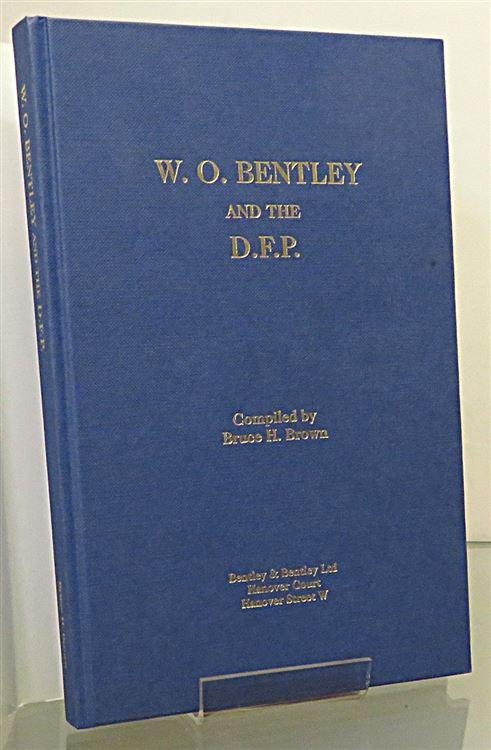 W. O. BENTLEY AND THE D.F.P.
W. O. BENTLEY
AND THE
D.F.P.
Compiled by
Bruce H. Brown
Bentley & Bentley Ltd
Hanover Court
Hanover Street W